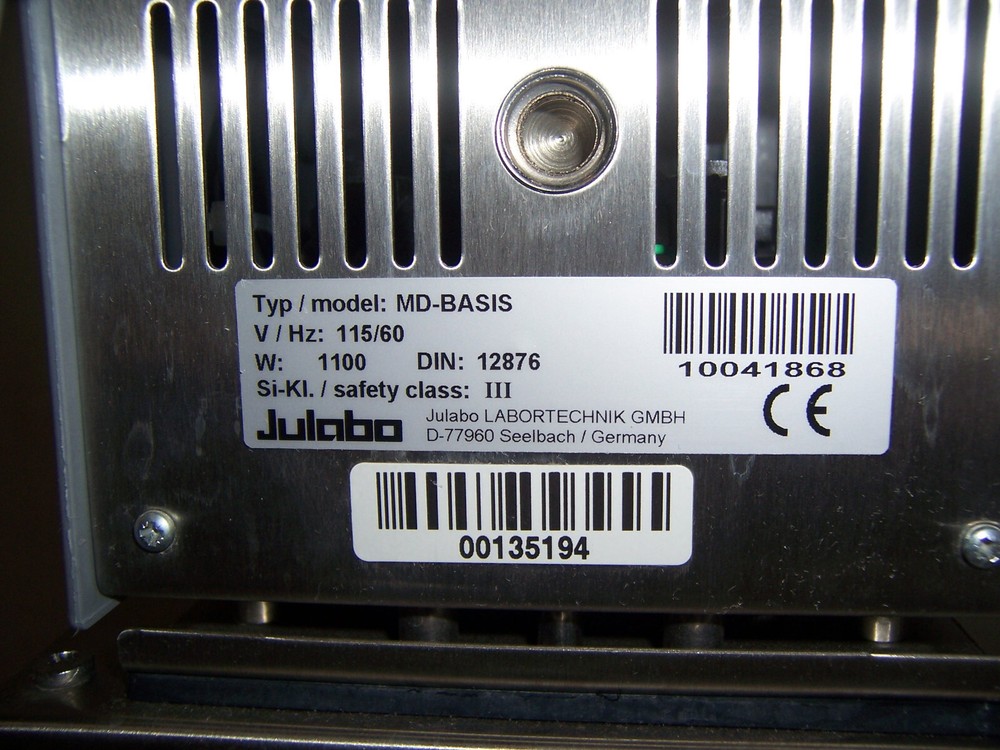 Typ / model: MD-BASIS
V / Hz: 115/60
W: 1100 DIN: 12876
Si-Kl. / safety class: III
Julabo
Julabo LABORTECHNIK GMBH
D-77960 Seelbach / Germany
10041868
CE
00135194